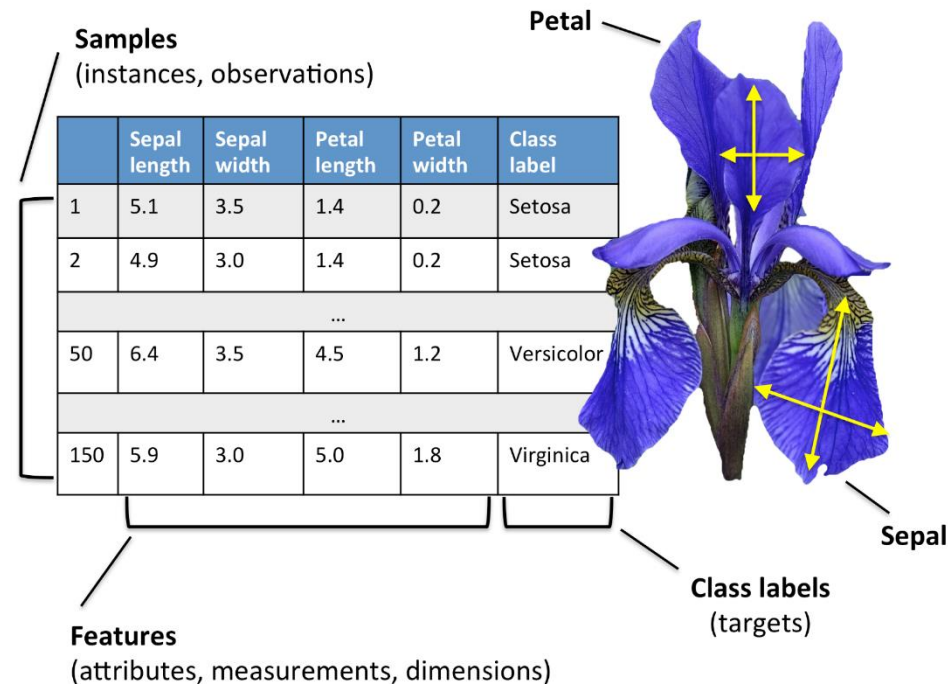 Samples
(instances, observations)
Petal
Sepal length Sepal width Petal length Petal width Class label
1 5.1 3.5 1.4 0.2 Setosa
2 4.9 3.0 1.4 0.2 Setosa
...
50 6.4 3.5 4.5 1.2 Versicolor
...
150 5.9 3.0 5.0 1.8 Virginica
Sepal
Class labels
(targets)
Features
(attributes, measurements, dimensions)